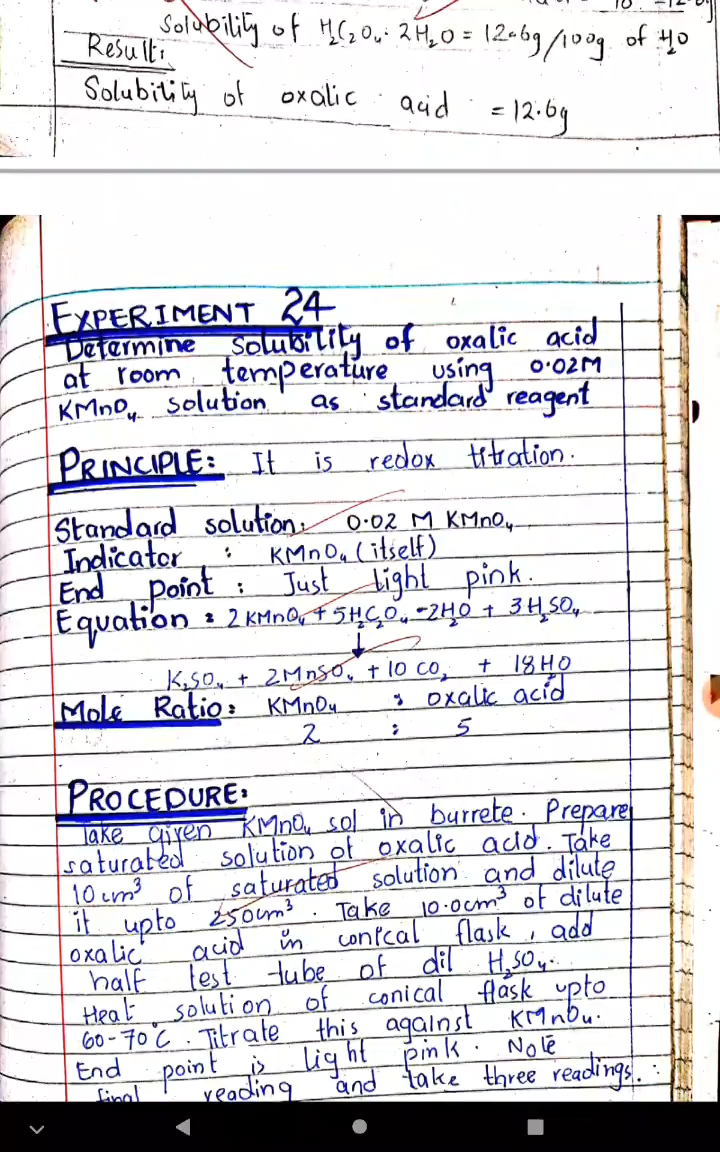 Solubility of H₂C₂O₄. 2H₂O = 12.6g/100g of H₂O
Result:
Solubility of oxalic acid = 12.6g
EXPERIMENT 24
Determine solubility of oxalic acid
at room temperature using 0.02M
KMnO₄ solution as standard reagent
PRINCIPLE: It is redox titration.
Standard solution: 0.02 M KMnO₄
Indicator : KMnO₄ (itself)
End point : Just light pink.
Equation : 2 KMnO₄ + 5H₂C₂O₄-2H₂O + 3H₂SO₄
↓
K₂SO₄ + 2MnSO₄ + 10 CO₂ + 18HO
Mole Ratio: KMnO₄ : oxalic acid
2 : 5
PROCEDURE:
Take given KMnO₄ sol in burrete. Prepare
saturated solution of oxalic acid. Take
10 cm³ of saturated solution and dilute
it upto 250cm³. Take 10.0cm³ of dilute
oxalic acid in conical flask, add
half test tube of dil H₂SO₄.
Heat solution of conical flask upto
60-70°C. Titrate this against KMnO₄.
End point is light pink. Note
final reading and take three readings.